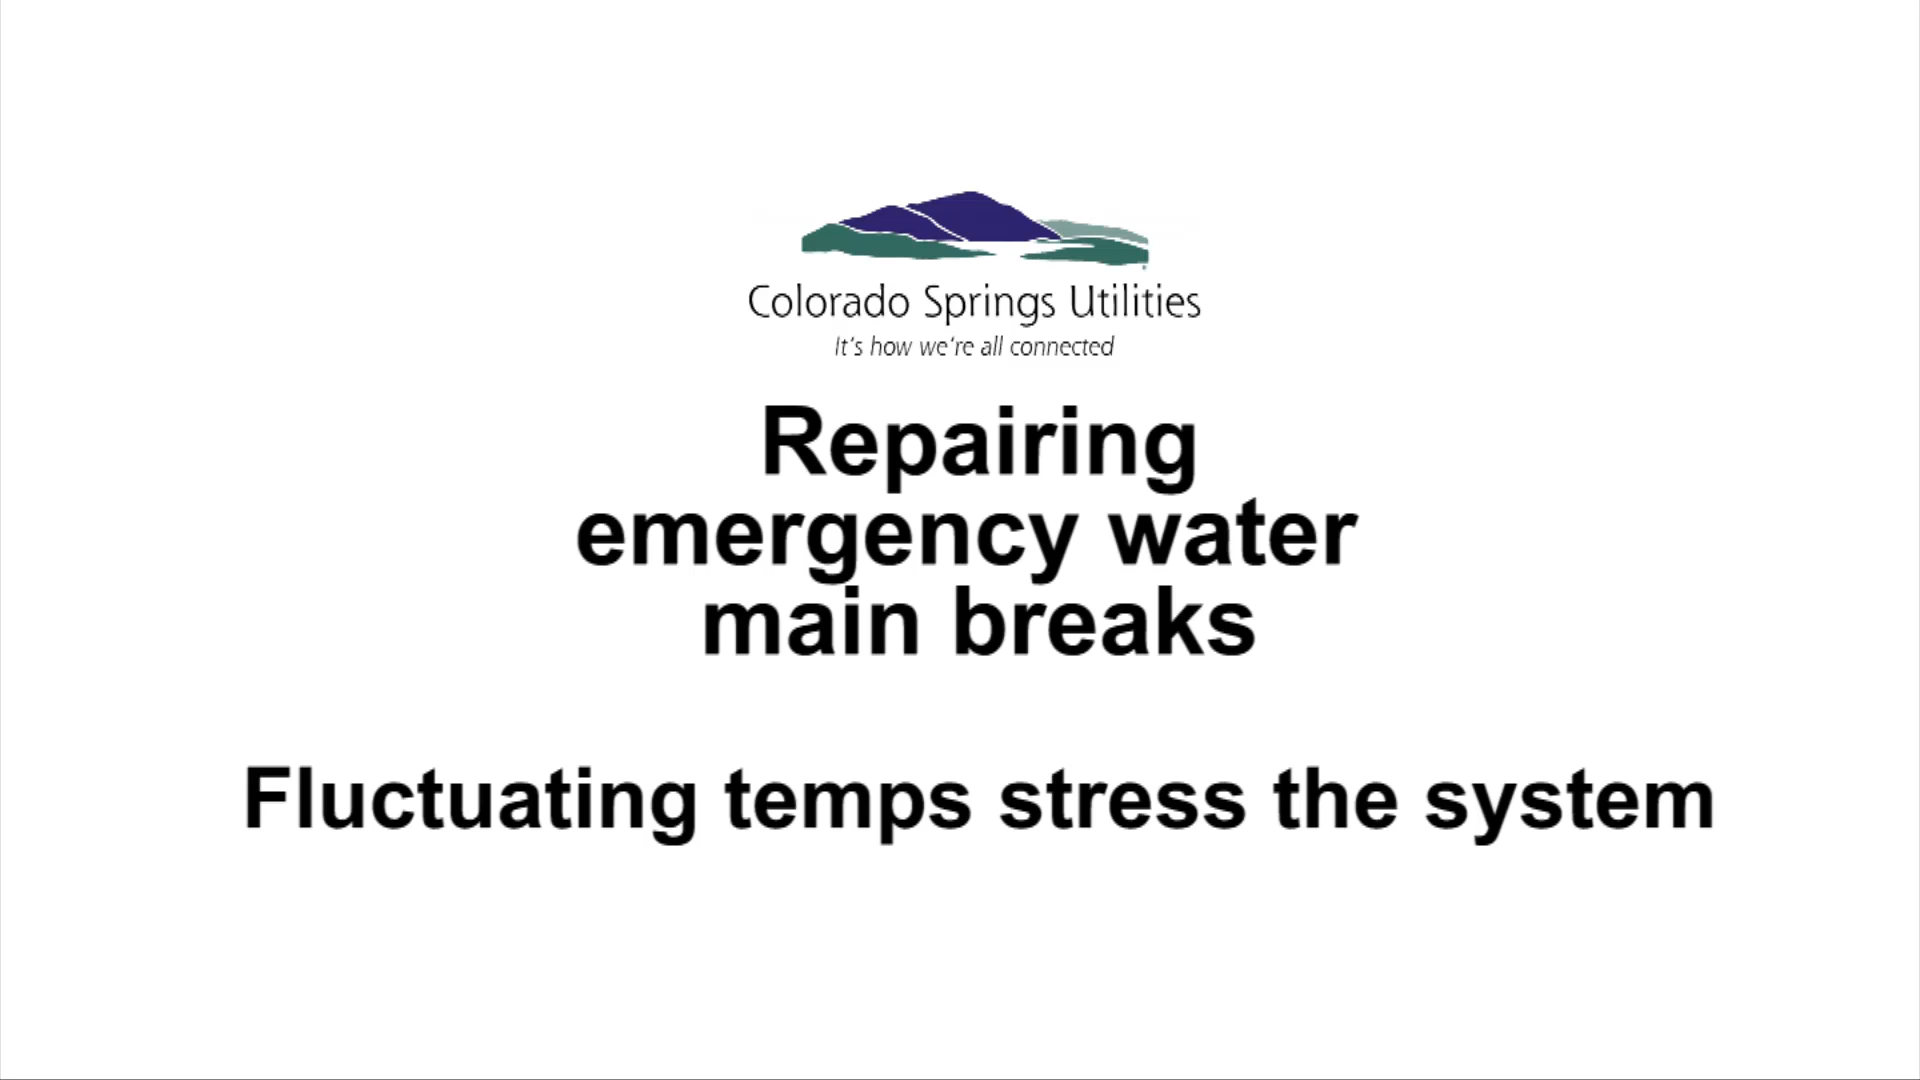 Colorado Springs Utilities
It's how we're all connected
Repairing
emergency water
main breaks
Fluctuating temps stress the system